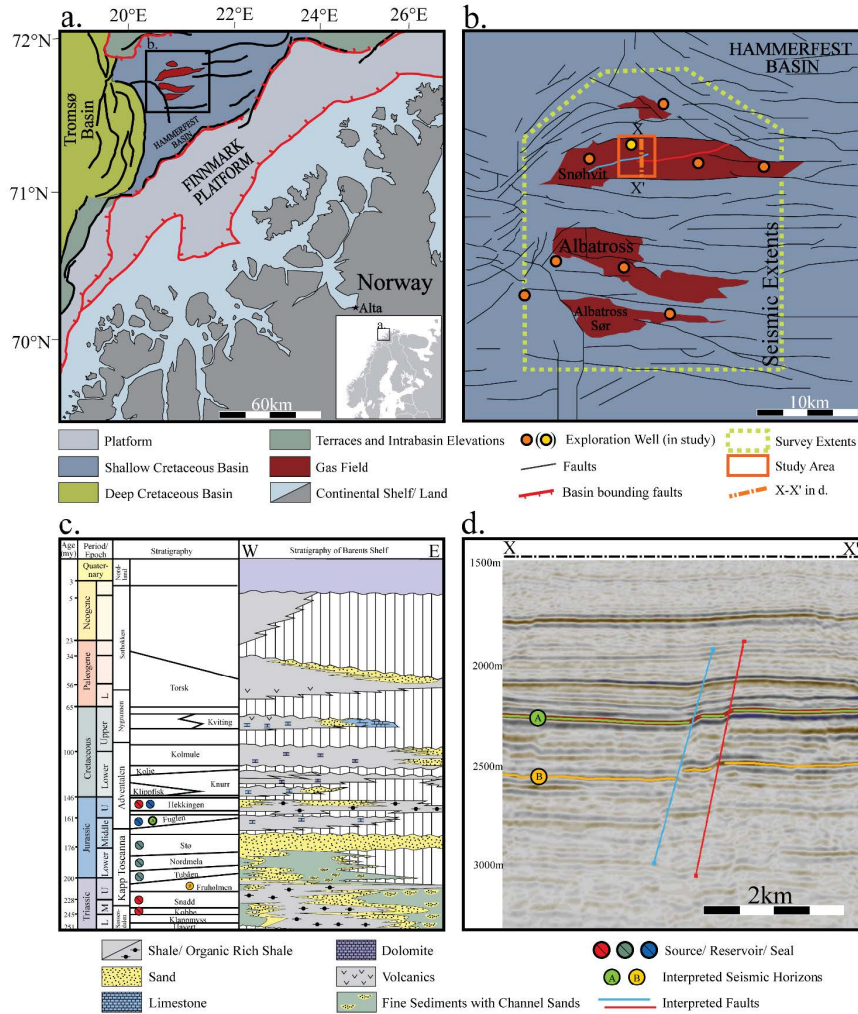 a.
20°E
22°E
24°E
26°E
72°N
71°N
70°N
b.
Tromsø
Basin
HAMMERFEST
BASIN
FINNMARK
PLATFORM
Norway
Alta
a.
60km
b.
HAMMERFEST
BASIN
X
Snøhvit
X'
Albatross
Albatross
Sør
Seismic Extents
10km
Platform
Shallow Cretaceous Basin
Deep Cretaceous Basin
Terraces and Intrabasin Elevations
Gas Field
Continental Shelf/ Land
Exploration Well (in study)
Faults
Basin bounding faults
Survey Extents
Study Area
X-X' in d.
c.
Age (my)
Period/ Epoch
Stratigraphy
W
Stratigraphy of Barents Shelf
E
Quater-
nary
Nord-
land
3
5
Neogene
23
34
Paleogene
56
L
65
Sotbakken
Torsk
Nygrunnen
Kviting
Cretaceous
Upper
100
Lower
Kolmule
Kolje
Knurr
Klippfisk
Adventalen
146
Jurassic
U
Hekkingen
161
Middle
Fuglen
176
Lower
Stø
Nordmela
Tubåen
200
Kapp Toscanna
Fruholmen
Triassic
U
228
Snadd
M
245
Kobbe
Klappmyss
L
251
d.
X
X'
1500m
2000m
A
2500m
B
3000m
2km
Shale/ Organic Rich Shale
Sand
Limestone
Dolomite
Volcanics
Fine Sediments with Channel Sands
Source/ Reservoir/ Seal
A B Interpreted Seismic Horizons
Interpreted Faults